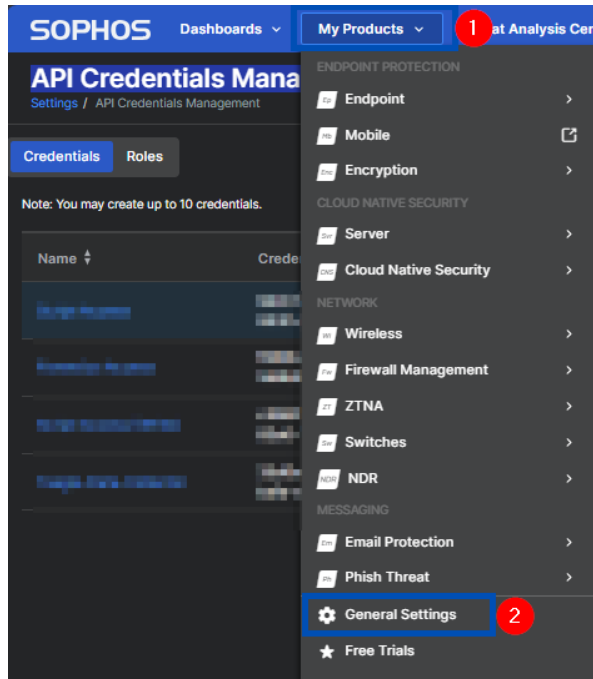 SOPHOS
Dashboards
My Products
1
at Analysis Cer
API Credentials Mana
Settings / API Credentials Management
Credentials
Roles
Note: You may create up to 10 credentials.
Name
Crede
ENDPOINT PROTECTION
Ep Endpoint
Mb Mobile
Enc Encryption
CLOUD NATIVE SECURITY
Svr Server
CNS Cloud Native Security
NETWORK
Wi Wireless
Fw Firewall Management
ZT ZTNA
Sw Switches
NDR NDR
MESSAGING
Em Email Protection
Ph Phish Threat
General Settings
2
Free Trials